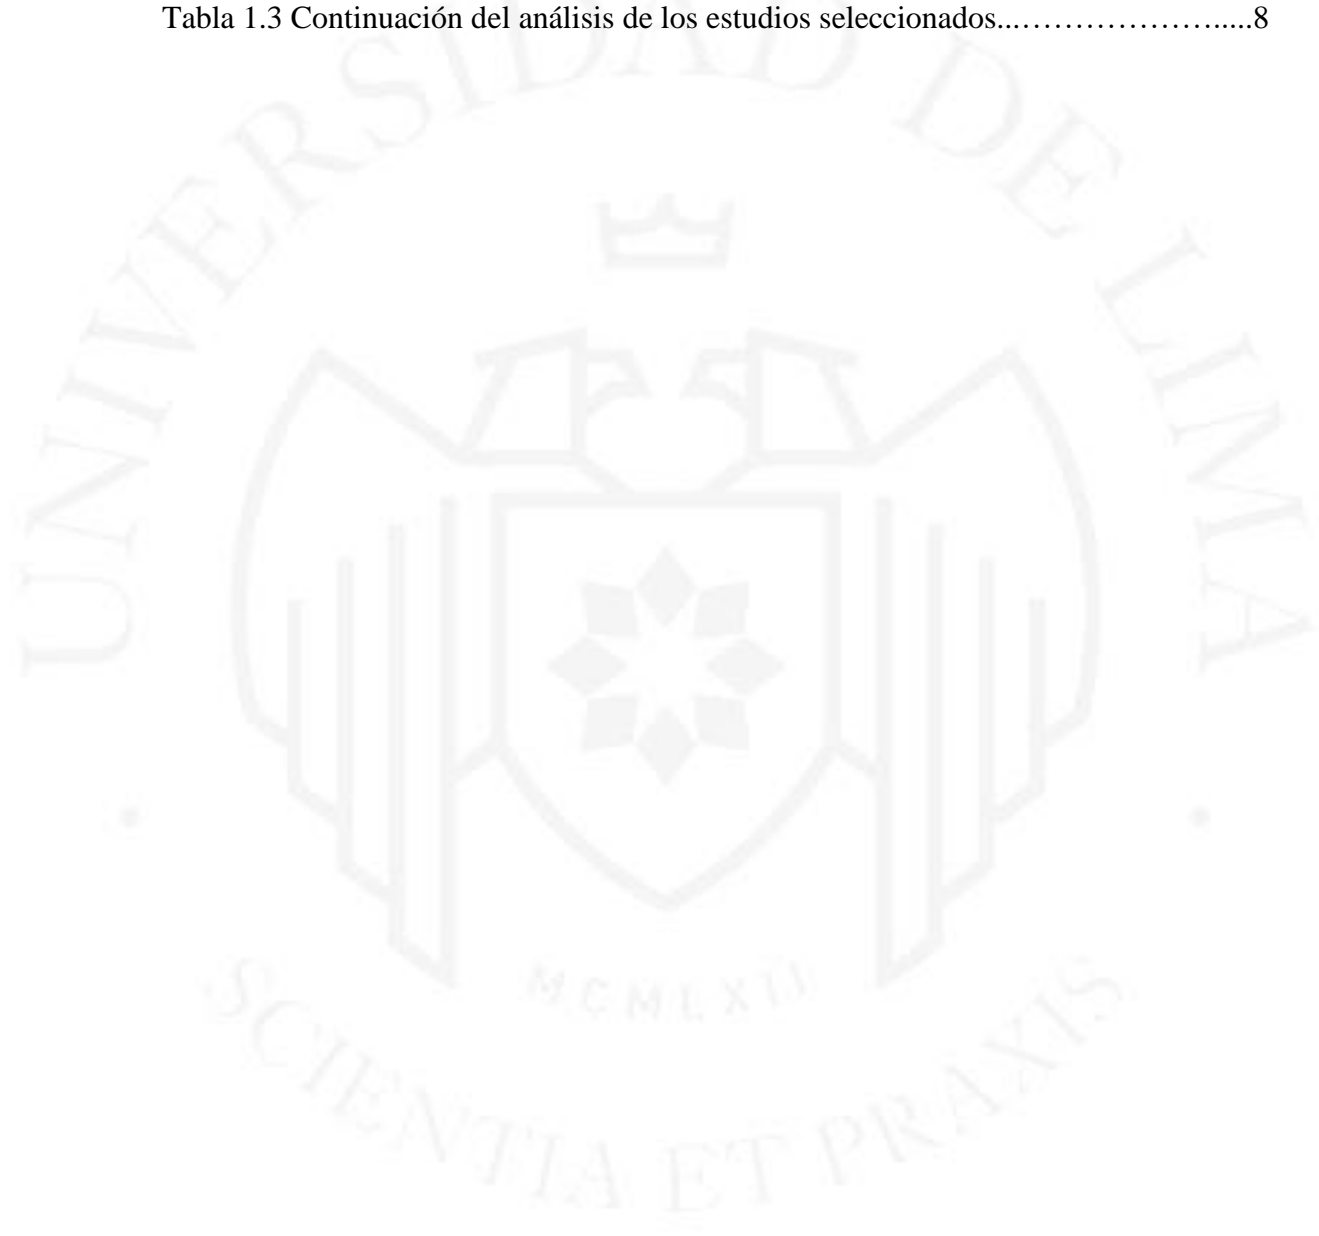 Tabla 1.3 Continuación del análisis de los estudios seleccionados...…………………......8
UNIVERSIDAD DE LIMA
MCMLXII
SCIENTIA ET PRAXIS